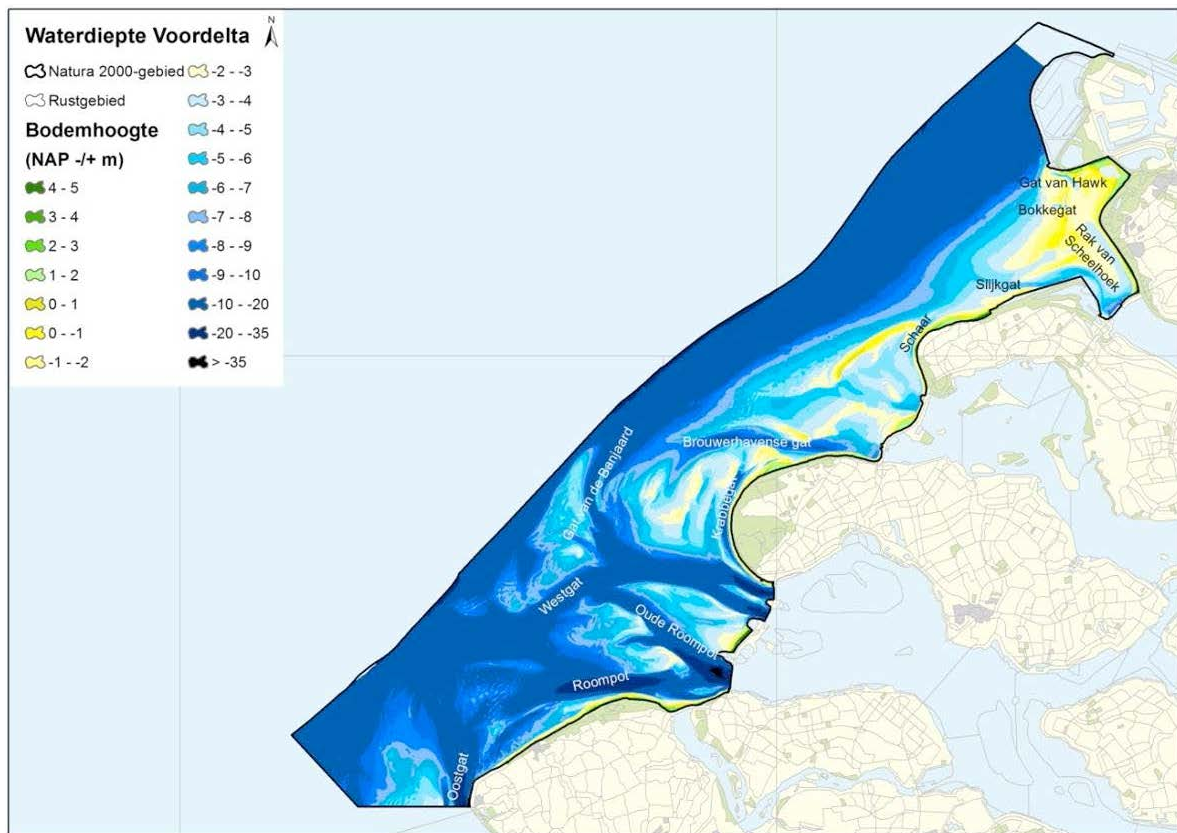 Waterdiepte Voordelta
N
Natura 2000-gebied
Rustgebied
Bodemhoogte
(NAP -/+ m)
4 - 5
3 - 4
2 - 3
1 - 2
0 - 1
0 - -1
-1 - -2
-2 - -3
-3 - -4
-4 - -5
-5 - -6
-6 - -7
-7 - -8
-8 - -9
-9 - -10
-10 - -20
-20 - -35
> -35
Gat van Hawk
Bokkegat
Rak van
Scheelhoek
Slijkgat
Schaar
Brouwerhavense gat
Gat van de Banjaard
Krabbegat
Westgat
Oude Roompot
Roompot
Oostgat